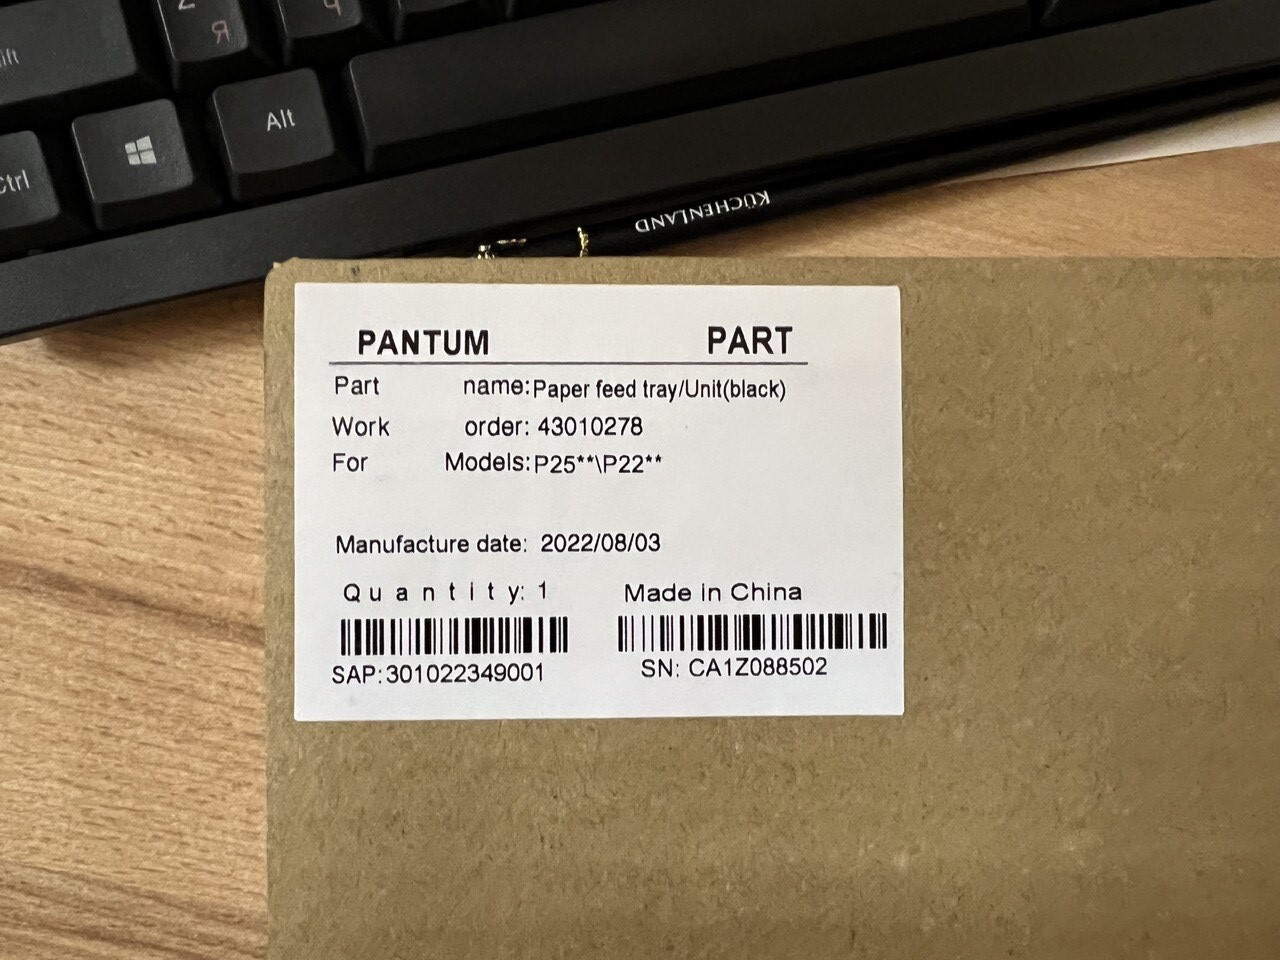 Я
Ч
ift
Alt
Ctrl
KÜCHENLAND
PANTUM PART
Part name: Paper feed tray/Unit(black)
Work order: 43010278
For Models: P25**\P22**
Manufacture date: 2022/08/03
Quantity: 1 Made in China
SAP:301022349001 SN: CA1Z088502